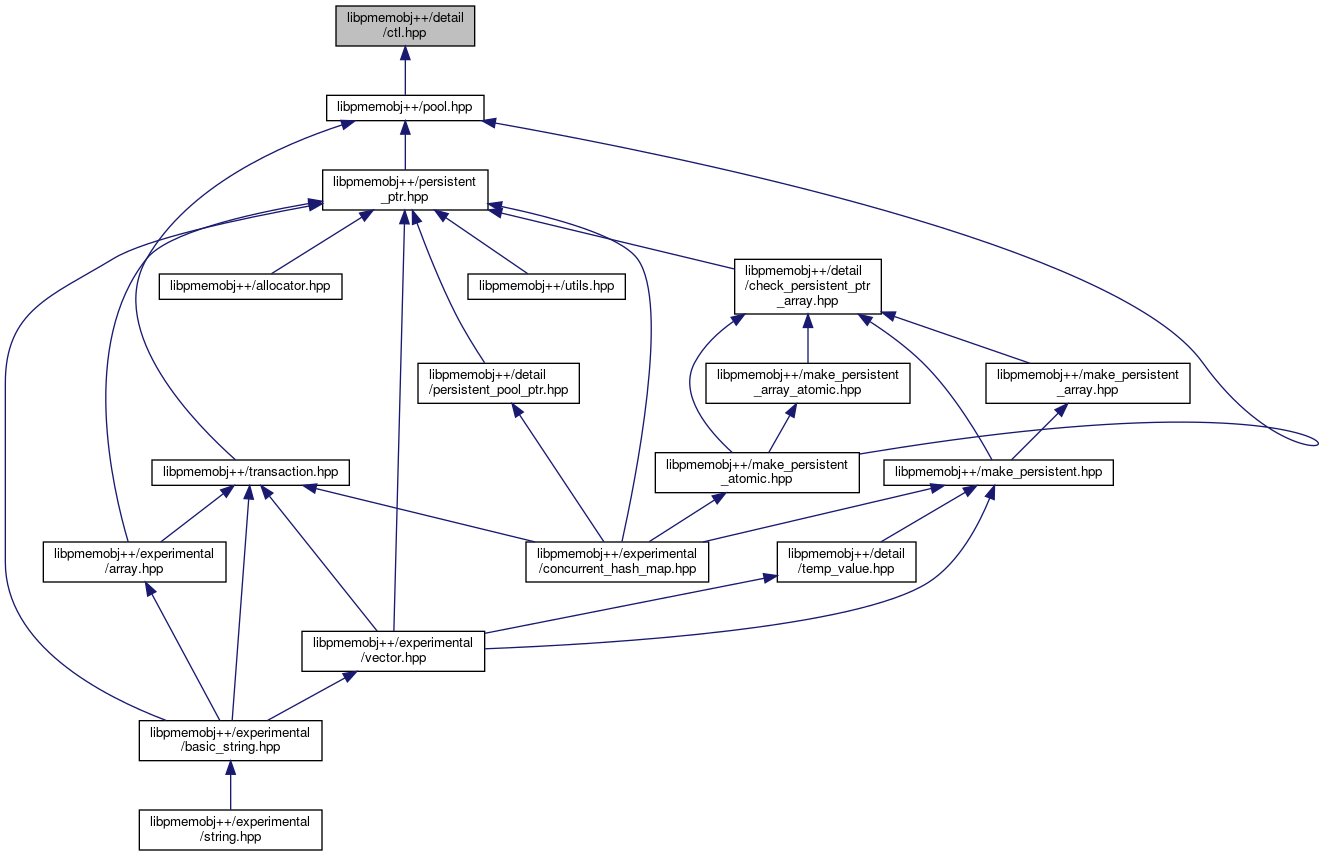 libpmemobj++/detail
/ctl.hpp
libpmemobj++/pool.hpp
libpmemobj++/persistent
_ptr.hpp
libpmemobj++/allocator.hpp
libpmemobj++/utils.hpp
libpmemobj++/detail
/check_persistent_ptr
_array.hpp
libpmemobj++/detail
/persistent_pool_ptr.hpp
libpmemobj++/make_persistent
_array_atomic.hpp
libpmemobj++/make_persistent
_array.hpp
libpmemobj++/transaction.hpp
libpmemobj++/make_persistent
_atomic.hpp
libpmemobj++/make_persistent.hpp
libpmemobj++/experimental
/array.hpp
libpmemobj++/experimental
/concurrent_hash_map.hpp
libpmemobj++/detail
/temp_value.hpp
libpmemobj++/experimental
/vector.hpp
libpmemobj++/experimental
/basic_string.hpp
libpmemobj++/experimental
/string.hpp